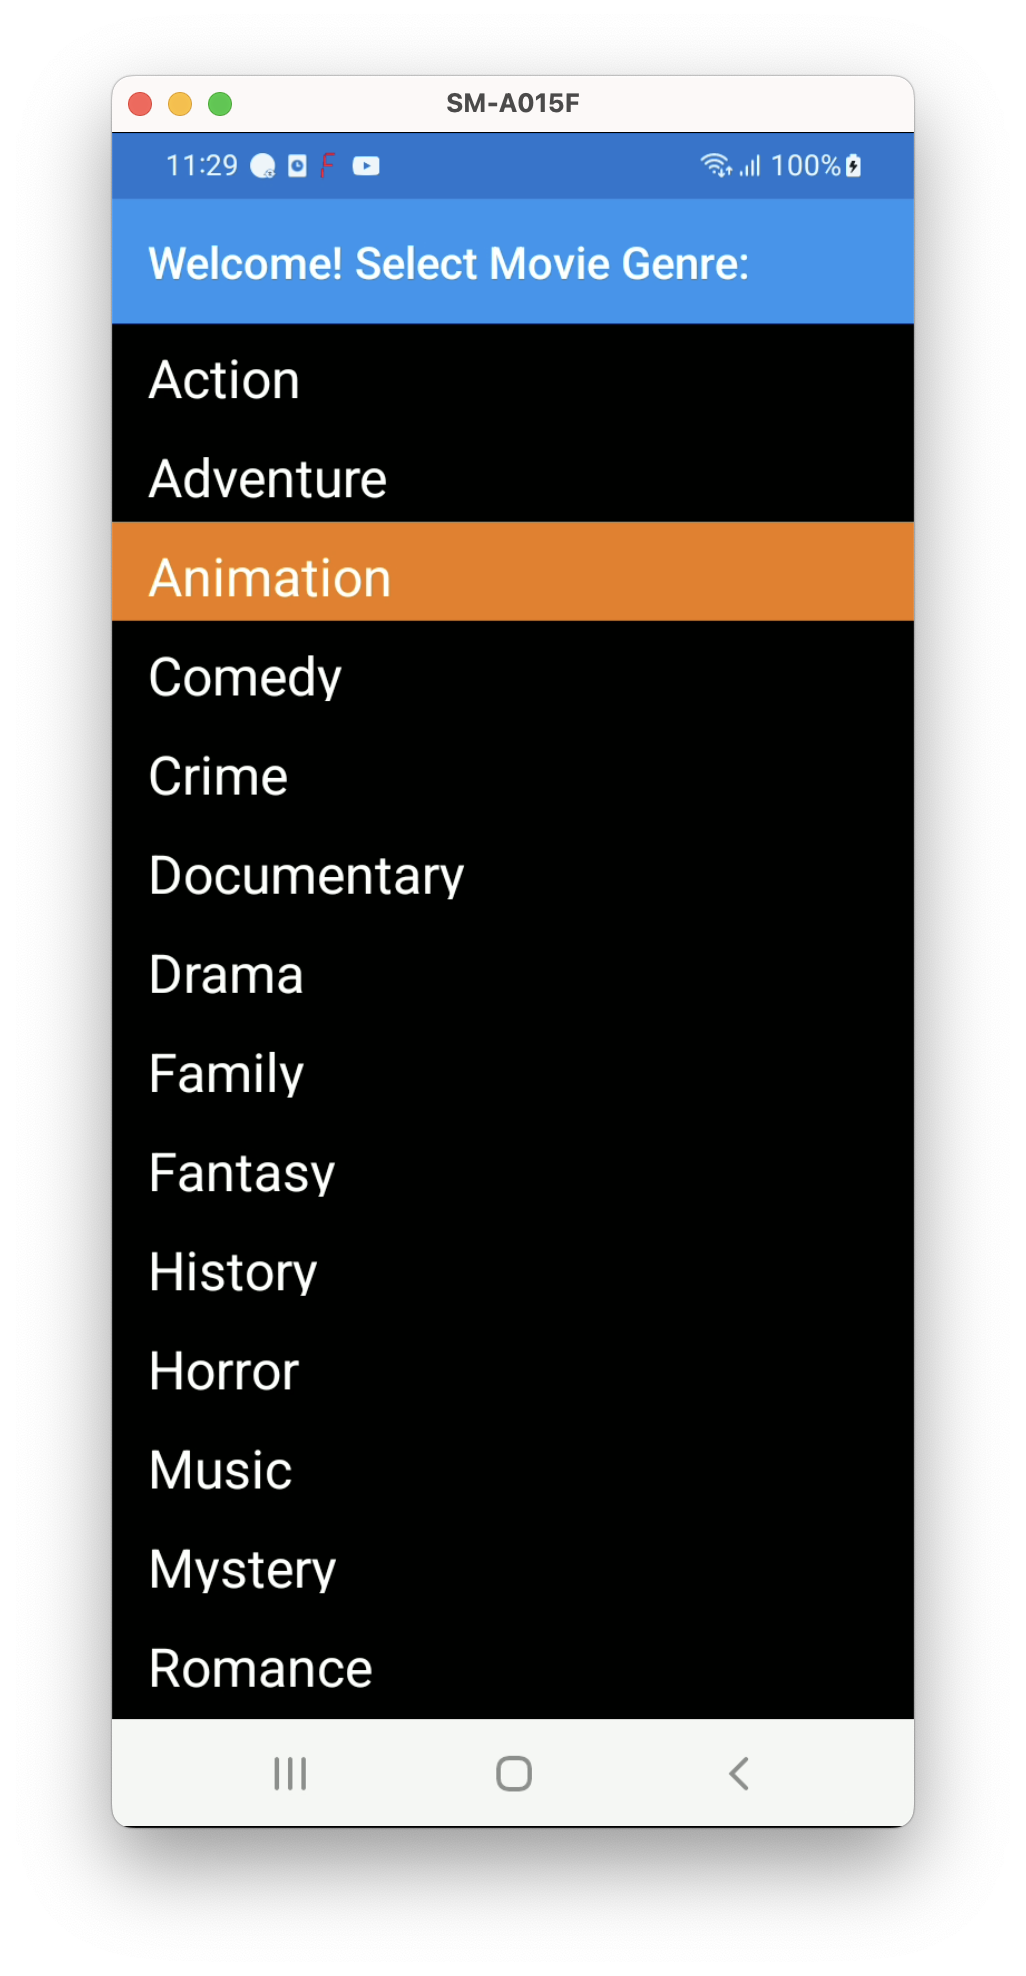 SM-A015F
11:29 F 100%
Welcome! Select Movie Genre:
Action
Adventure
Animation
Comedy
Crime
Documentary
Drama
Family
Fantasy
History
Horror
Music
Mystery
Romance